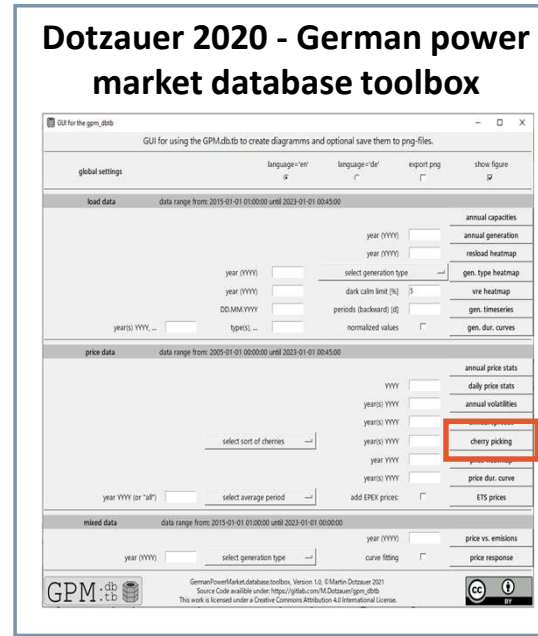 Dotzauer 2020 - German power
market database toolbox
GUI for the gpm_dbtb
GUI for using the GPM.db.tb to create diagramms and optional save them to png-files.
global settings language='en' language='de' export png show figure
load data data range from: 2015-01-01 01:00:00 until 2023-01-01 00:45:00
annual capacities
year (YYYY) annual generation
year (YYYY) resload heatmap
year (YYYY) select generation type gen. type heatmap
year (YYYY) dark calm limit [%] 5 vre heatmap
DD.MM.YYYY periods (backward) [d] gen. timeseries
year(s) YYYY, ... type(s), ... normalized values gen. dur. curves
price data data range from: 2005-01-01 00:00:00 until 2023-01-01 00:45:00
annual price stats
YYYY daily price stats
year(s) YYYY annual volatilities
year(s) YYYY
select sort of cherries year(s) YYYY cherry picking
year YYYY
year(s) YYYY price dur. curve
year YYYY (or "all") select average period add EPEX prices: ETS prices
mixed data data range from: 2015-01-01 01:00:00 until 2023-01-01 00:00:00
year (YYYY) price vs. emisions
year (YYYY) select generation type curve fitting price response
GPM:db
.tb
GermanPowerMarket.database.toolbox, Version 1.0, ©Martin Dotzauer 2021
Source Code availible under: https://gitlab.com/M.Dotzauer/gpm_dbtb
This work is licensed under a Creative Commons Attribution 4.0 International License.
cc
BY